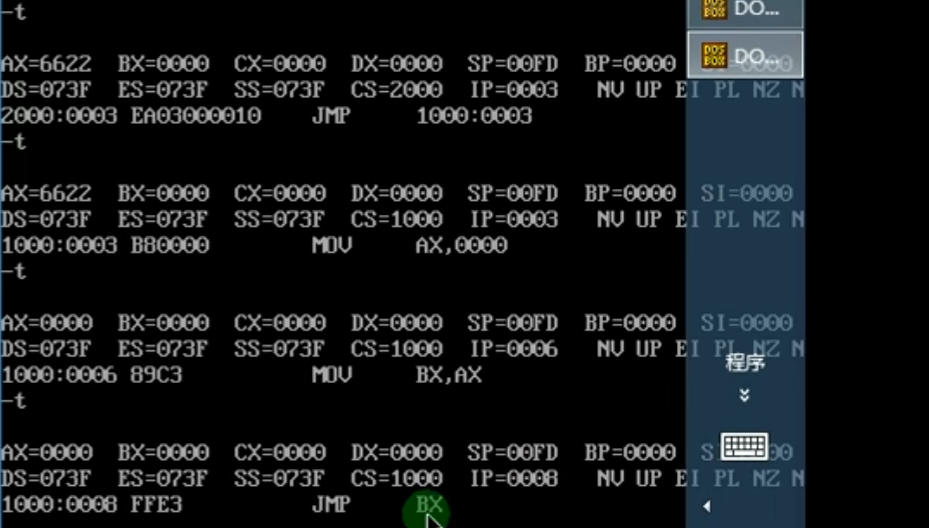 -t
AX=6622 BX=0000 CX=0000 DX=0000 SP=00FD BP=0000
DS=073F ES=073F SS=073F CS=2000 IP=0003 NV UP EI PL NZ N
2000:0003 EA03000010 JMP 1000:0003
-t
AX=6622 BX=0000 CX=0000 DX=0000 SP=00FD BP=0000 SI=0000
DS=073F ES=073F SS=073F CS=1000 IP=0003 NV UP EI PL NZ N
1000:0003 B80000 MOV AX,0000
-t
AX=0000 BX=0000 CX=0000 DX=0000 SP=00FD BP=0000 SI=0000
DS=073F ES=073F SS=073F CS=1000 IP=0006 NV UP EI PL NZ N
1000:0006 89C3 MOV BX,AX
-t
AX=0000 BX=0000 CX=0000 DX=0000 SP=00FD BP=0000
DS=073F ES=073F SS=073F CS=1000 IP=0008 NV UP EI PL NZ N
1000:0008 FFE3 JMP BX
DOS BOX DO...
DOS BOX DO...
程序